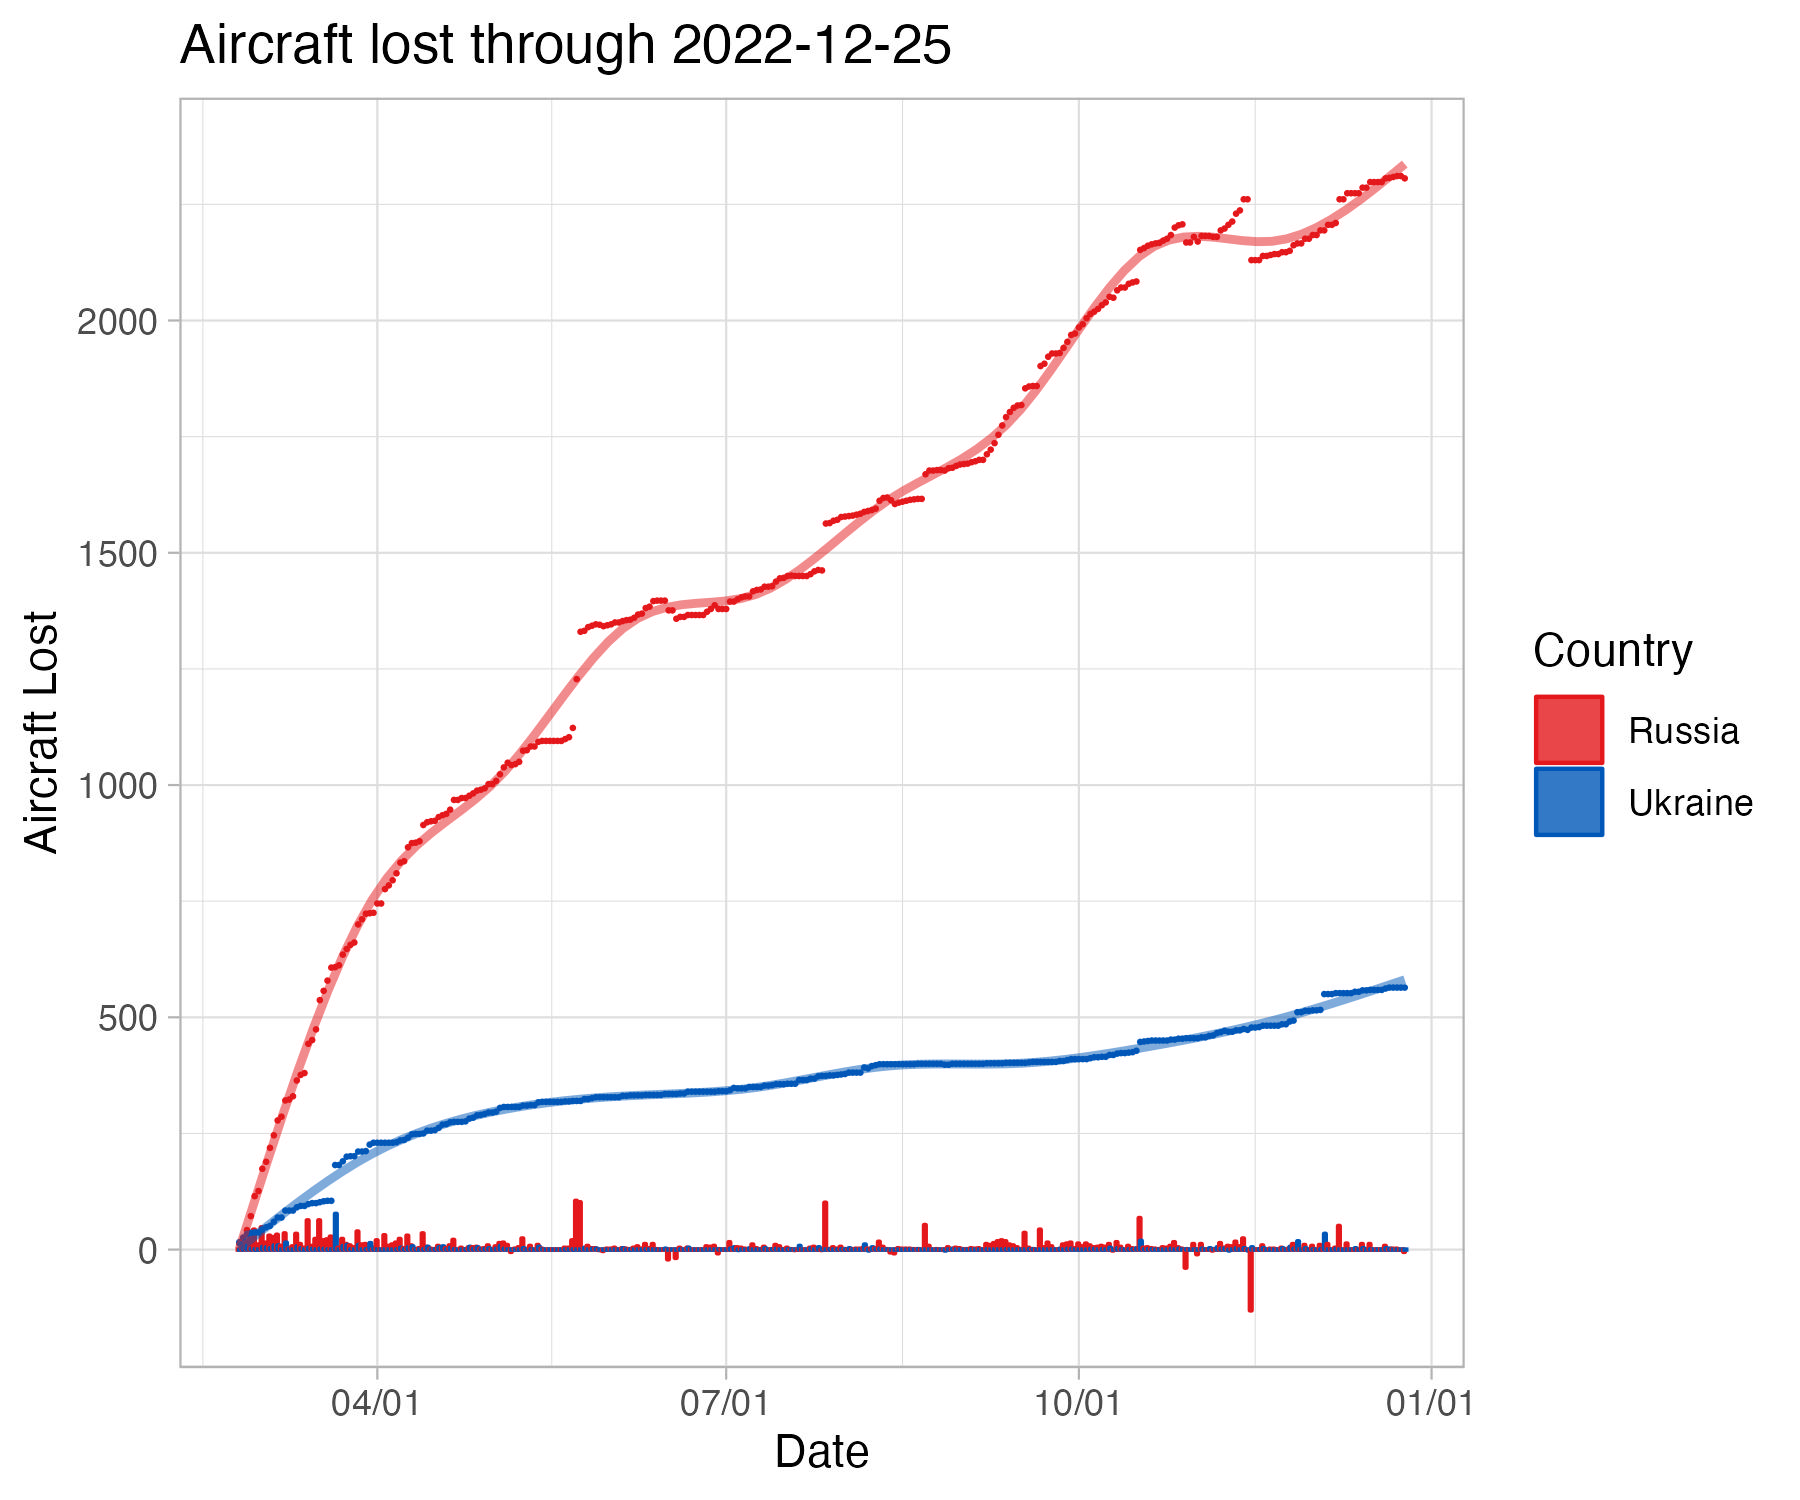 Aircraft lost through 2022-12-25
Aircraft Lost
2000
1500
1000
500
0
04/01
07/01
10/01
01/01
Date
Country
Russia
Ukraine